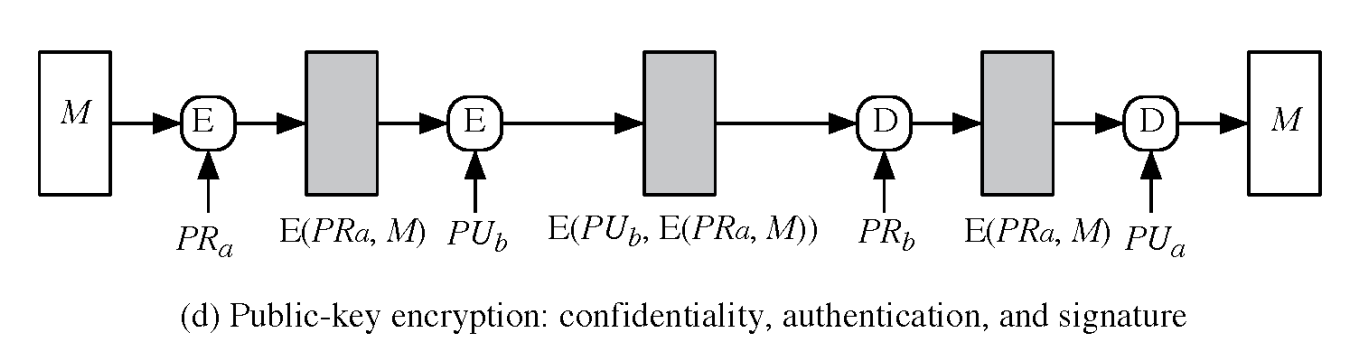 M E E D D M
PRa E(PRa, M) PUb E(PUb, E(PRa, M)) PRb E(PRa, M) PUa
(d) Public-key encryption: confidentiality, authentication, and signature